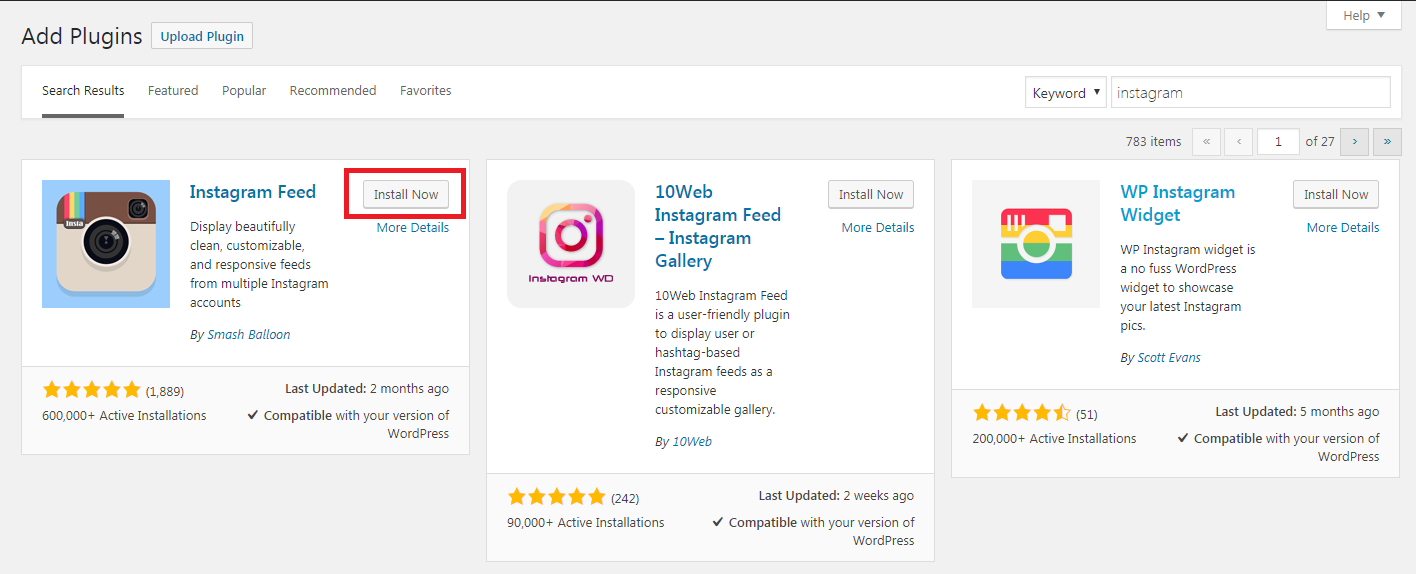 Help ▼
Add Plugins Upload Plugin
Search Results Featured Popular Recommended Favorites Keyword ▼ instagram
783 items « ‹ 1 of 27 › »
Insta
Instagram Feed
Install Now
More Details
Display beautifully
clean, customizable,
and responsive feeds
from multiple Instagram
accounts
By Smash Balloon
(1,889)
Last Updated: 2 months ago
600,000+ Active Installations
✔ Compatible with your version of
WordPress
Instagram WD
10Web
Instagram Feed
– Instagram
Gallery
Install Now
More Details
10Web Instagram Feed
is a user-friendly plugin
to display user or
hashtag-based
Instagram feeds as a
responsive
customizable gallery.
By 10Web
(242)
Last Updated: 2 weeks ago
90,000+ Active Installations
✔ Compatible with your version of
WordPress
WP Instagram
Widget
Install Now
More Details
WP Instagram widget is
a no fuss WordPress
widget to showcase
your latest Instagram
pics.
By Scott Evans
(51)
Last Updated: 5 months ago
200,000+ Active Installations
✔ Compatible with your version of
WordPress